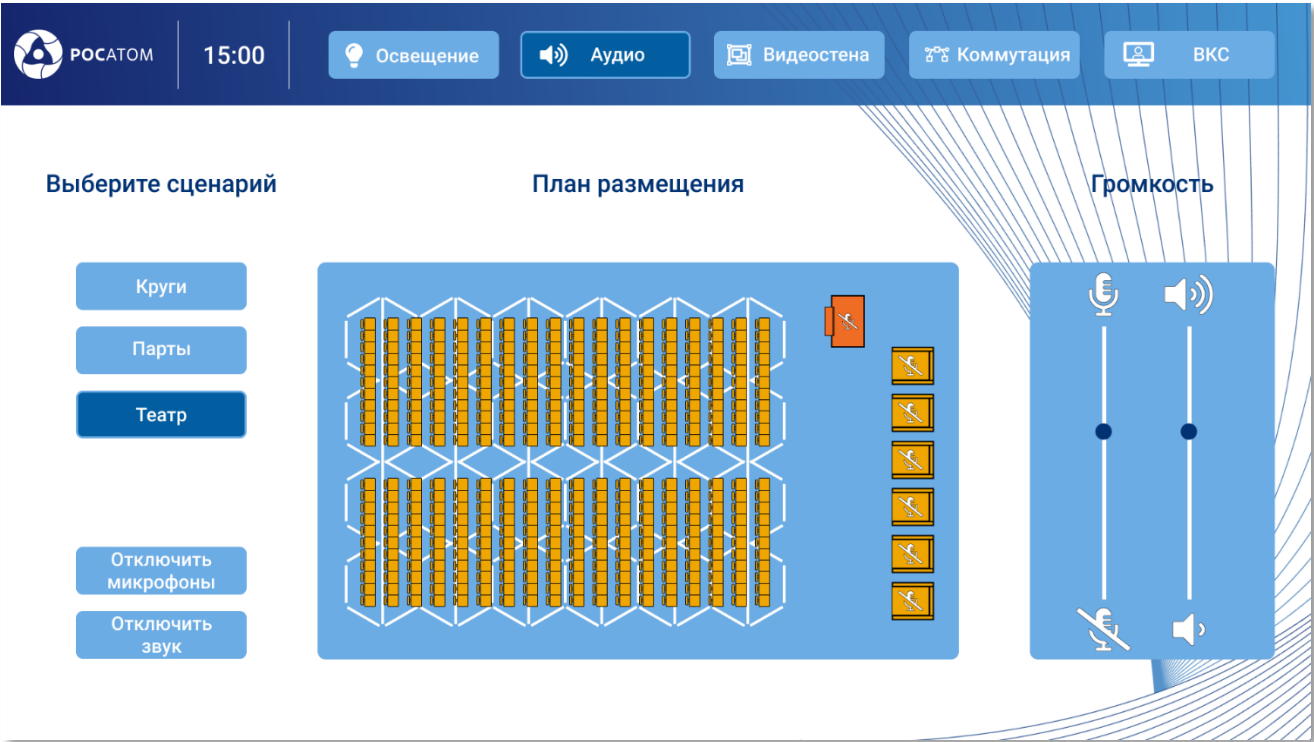 РОСАТОМ
15:00
Освещение
Аудио
Видеостена
Коммутация
ВКС
Выберите сценарий
План размещения
Громкость
Круги
Парты
Театр
Отключить
микрофоны
Отключить
звук